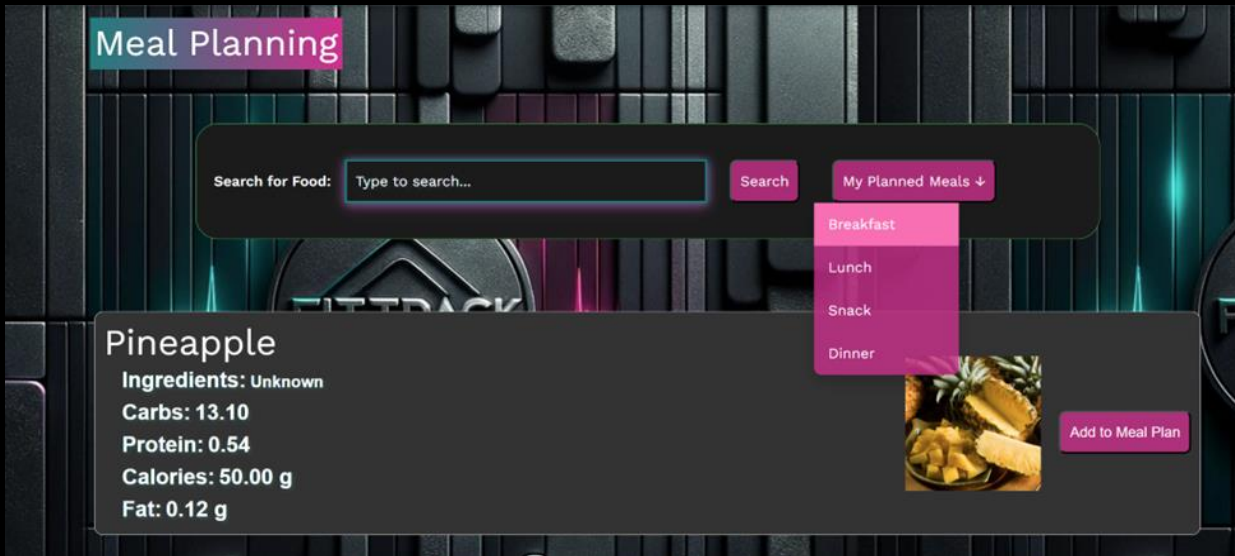 Meal Planning
Search for Food: Type to search... Search My Planned Meals ↓
Breakfast
Lunch
Snack
Dinner
FITTRACK
Pineapple
Ingredients: Unknown
Carbs: 13.10
Protein: 0.54
Calories: 50.00 g
Fat: 0.12 g
Add to Meal Plan